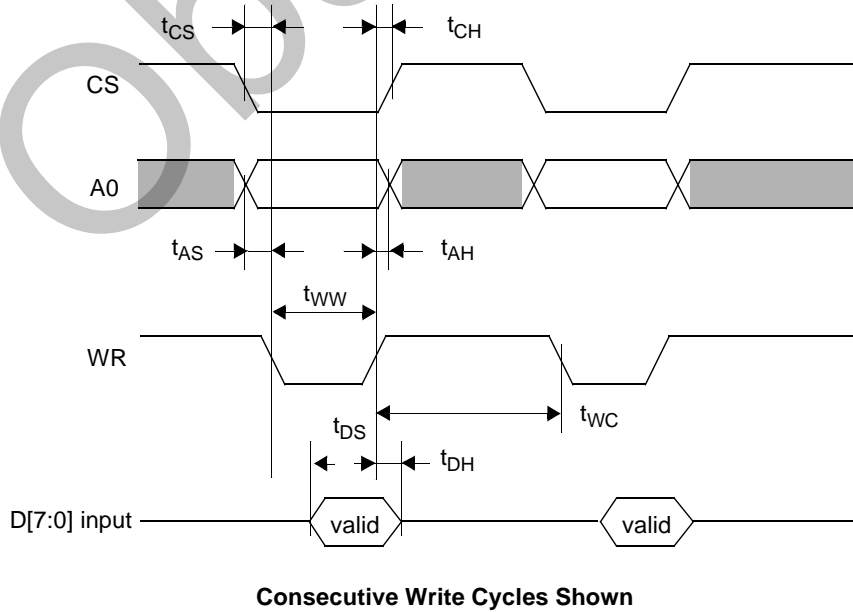 tCS
tCH
CS
A0
tAS
tAH
tWW
WR
tWC
tDS
tDH
D[7:0] input
valid
valid
Consecutive Write Cycles Shown